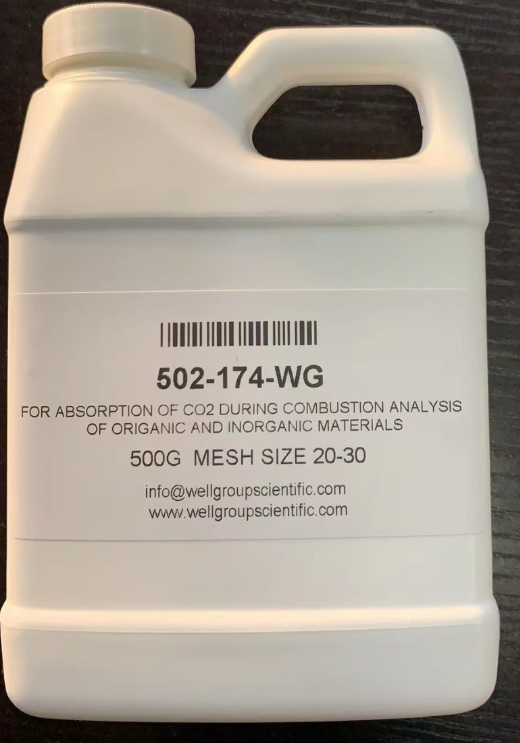 502-174-WG
FOR ABSORPTION OF CO2 DURING COMBUSTION ANALYSIS
OF ORIGANIC AND INORGANIC MATERIALS
500G MESH SIZE 20-30
info@wellgroupscientific.com
www.wellgroupscientific.com